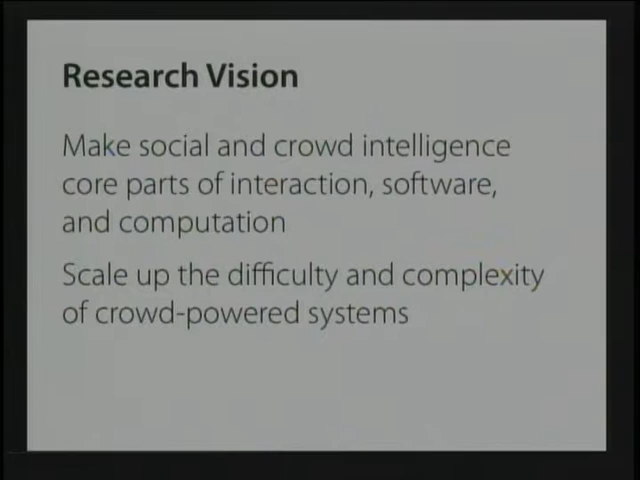 Research Vision
Make social and crowd intelligence
core parts of interaction, software,
and computation
Scale up the difficulty and complexity
of crowd-powered systems